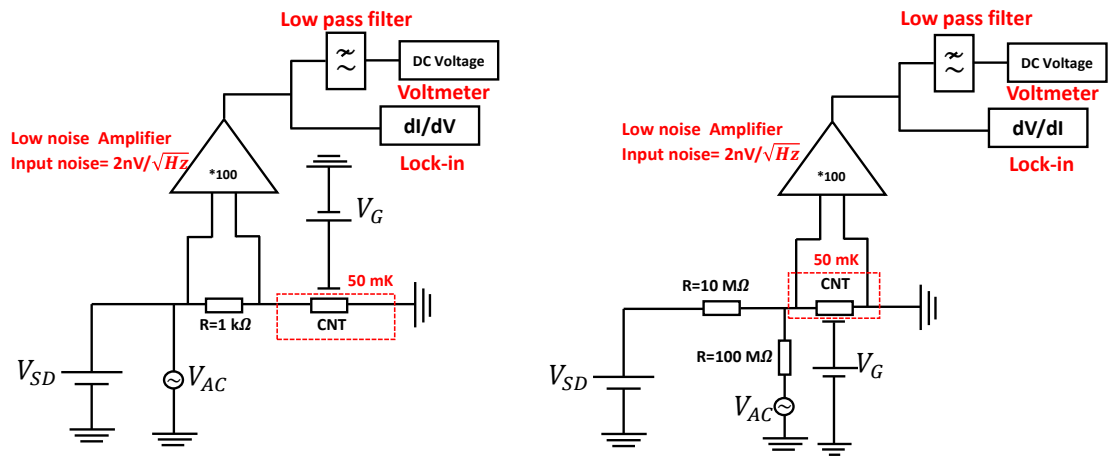 Low pass filter
DC Voltage
Voltmeter
dI/dV
Lock-in
Low noise Amplifier
Input noise= 2nV/√Hz
*100
V_G
50 mK
R=1 kΩ
CNT
V_SD
V_AC
Low pass filter
DC Voltage
Voltmeter
dV/dI
Lock-in
Low noise Amplifier
Input noise= 2nV/√Hz
*100
50 mK
CNT
R=10 MΩ
R=100 MΩ
V_G
V_SD
V_AC